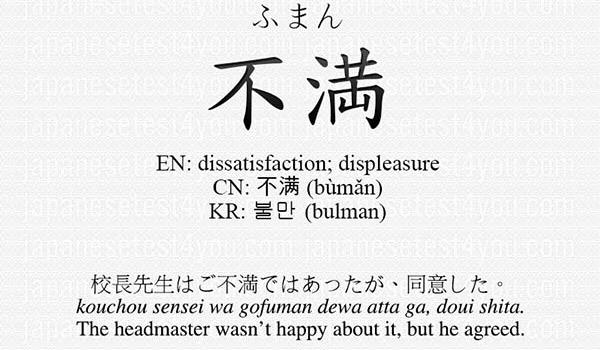 ふまん
不満
EN: dissatisfaction; displeasure
CN: 不满 (bùmǎn)
KR: 불만 (bulman)
校長先生はご不満ではあったが、同意した。
kouchou sensei wa gofuman dewa atta ga, doui shita.
The headmaster wasn’t happy about it, but he agreed.
japanesetest4you.com